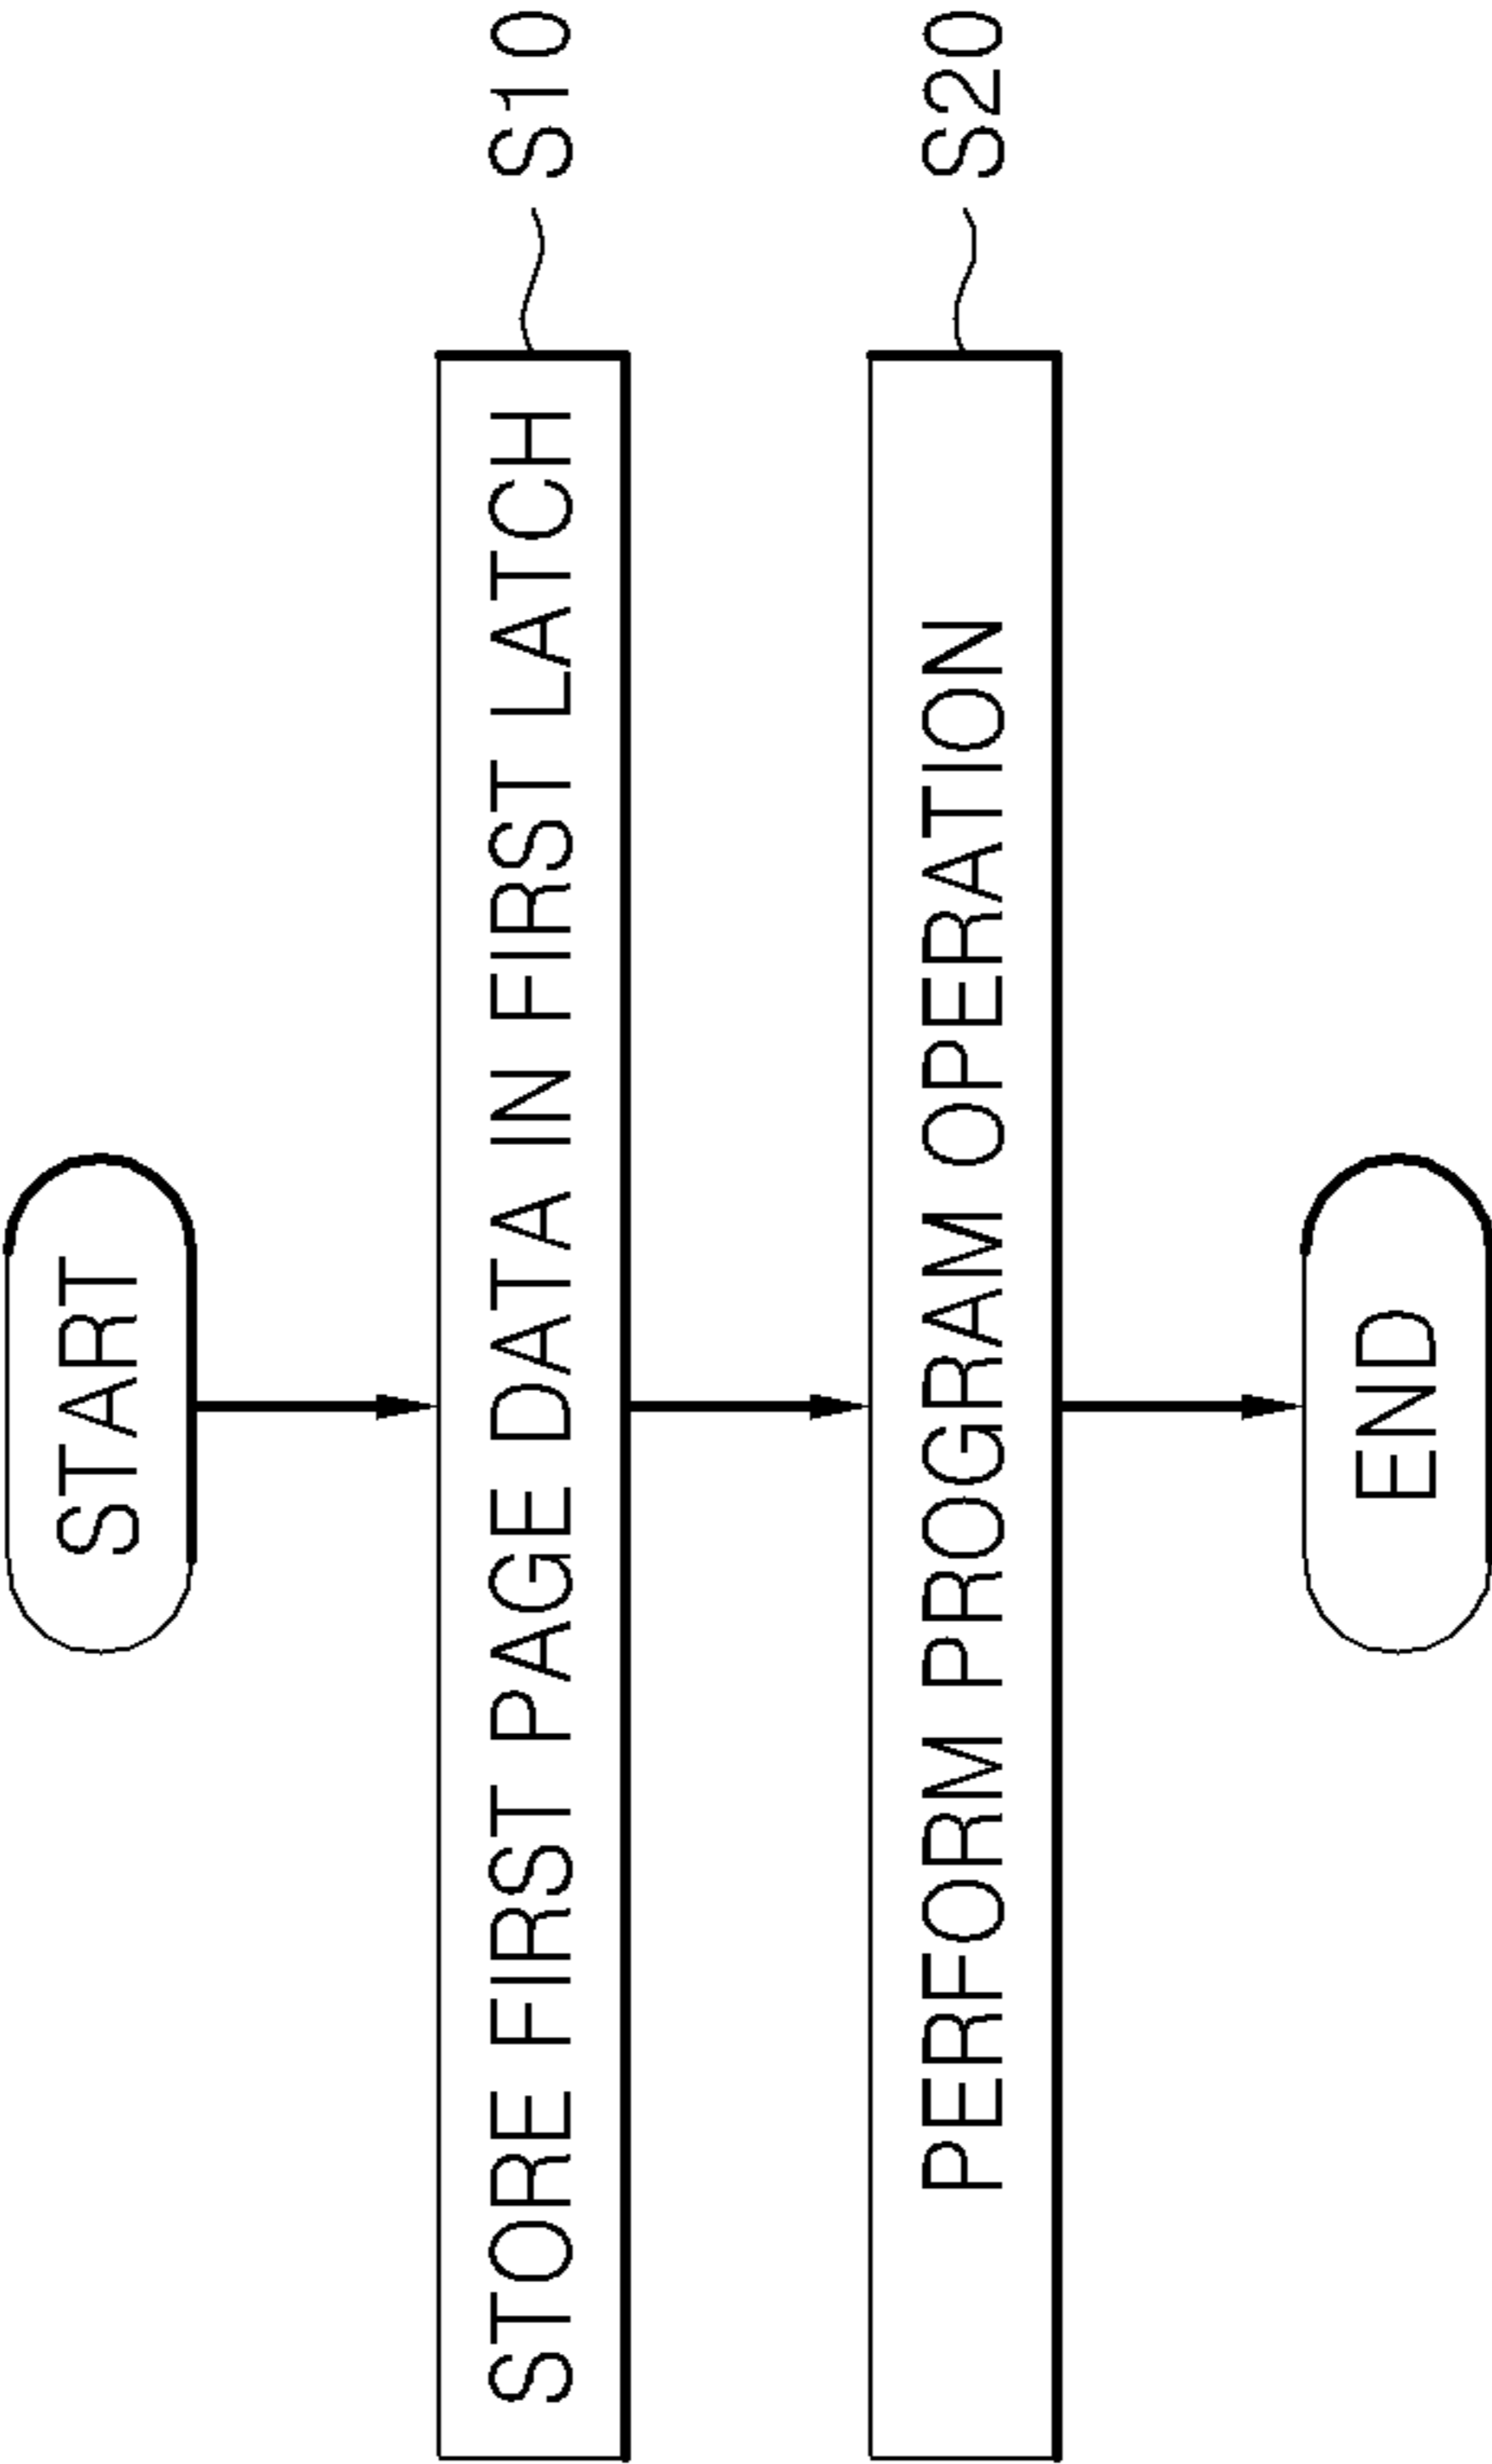 START
STORE FIRST PAGE DATA IN FIRST LATCH
S10
PERFORM PROGRAM OPERATION
S20
END